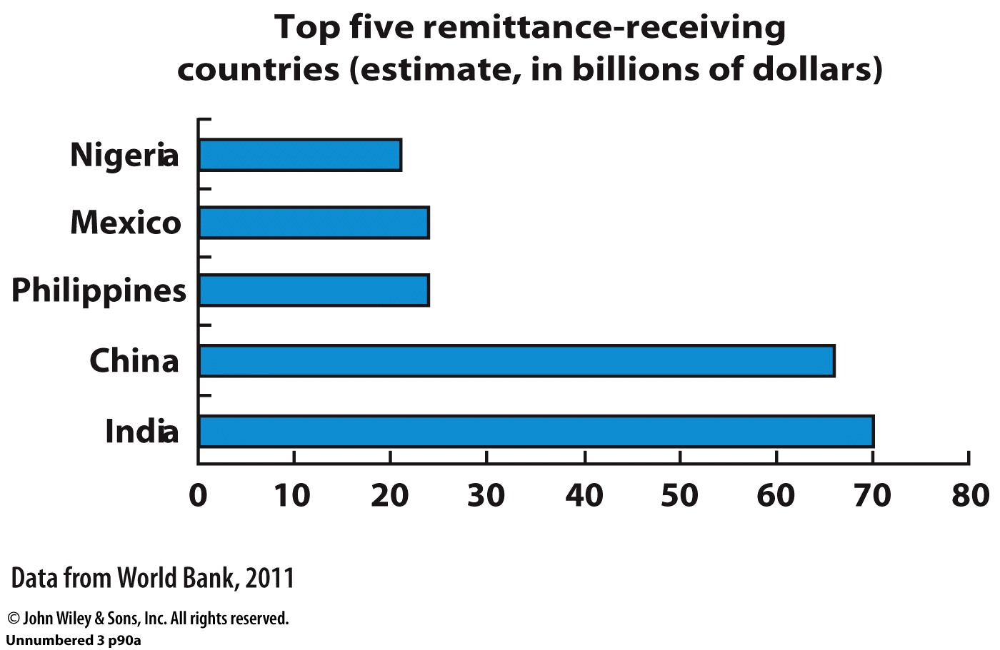 Top five remittance-receiving
countries (estimate, in billions of dollars)
Nigeria
Mexico
Philippines
China
India
0 10 20 30 40 50 60 70 80
Data from World Bank, 2011
© John Wiley & Sons, Inc. All rights reserved.
Unnumbered 3 p90a